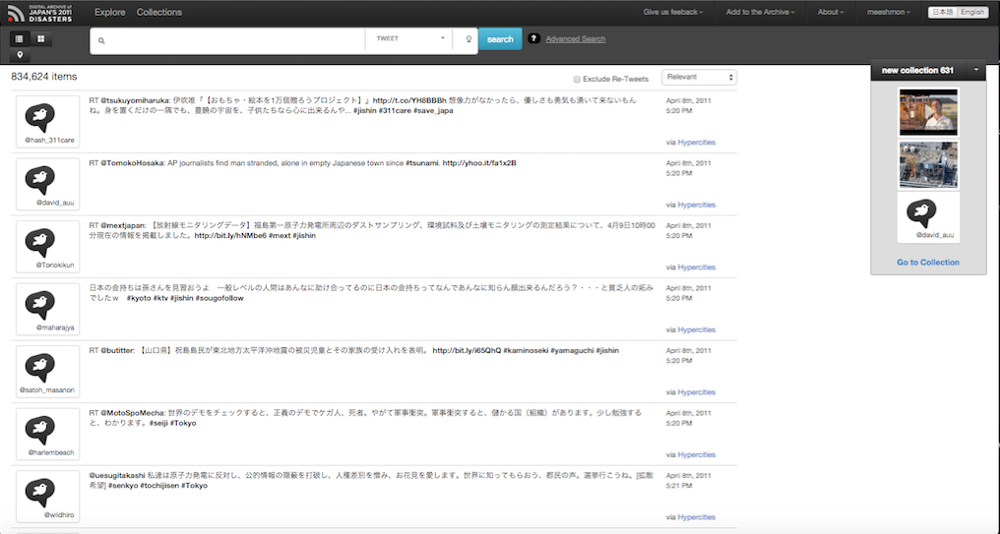 DIGITAL ARCHIVE of
JAPAN'S 2011
DISASTERS
Explore Collections
Give us feeback
Add to the Archive
About
meeshmon
日本語 English
TWEET
search
? Advanced Search
834,624 items
Exclude Re-Tweets
Relevant
RT @tsukuyomiharuka: 伊吹唯『【おもちゃ・絵本を1万個贈ろうプロジェクト】』http://t.co/YH8BBBh 想像力がなかったら、優しさも勇気も湧いて来ないもん
ね。身を置くだけの一隅でも、豊饒の宇宙を、子供たちなら心に出来るんや... #jishin #311care #save_japa
@hash_311care
April 8th, 2011
5:20 PM
via Hypercities
RT @TomokoHosaka: AP journalists find man stranded, alone in empty Japanese town since #tsunami. http://yhoo.it/fa1x2B
@david_auu
April 8th, 2011
5:20 PM
via Hypercities
RT @mextjapan: 【放射線モニタリングデータ】福島第一原子力発電所周辺のダストサンプリング、環境試料及び土壌モニタリングの測定結果について、4月9日10時00
分現在の情報を掲載しました。http://bit.ly/hNMbe6 #mext #jishin
@Toriokikun
April 8th, 2011
5:20 PM
via Hypercities
日本の金持ちは孫さんを見習おうよ 一般レベルの人間はあんなに助け合ってるのに日本の金持ちってなんであんなに知らん顔出来るんだろう？・・・と貧乏人の妬み
でしたｗ #kyoto #ktv #jishin #sougofollow
@maharajya
April 8th, 2011
5:20 PM
via Hypercities
RT @butitter: 【山口県】祝島島民が東北地方太平洋沖地震の被災児童とその家族の受け入れを表明。 http://bit.ly/i65QhQ #kaminoseki #yamaguchi #jishin
@satoh_masanori
April 8th, 2011
5:20 PM
via Hypercities
RT @MotoSpoMecha: 世界のデモをチェックすると、正義のデモでケガ人、死者。やがて軍事衝突。軍事衝突すると、儲かる国（組織）があります。少し勉強する
と、わかります。#seiji #Tokyo
@harlembeach
April 8th, 2011
5:20 PM
via Hypercities
@uesugitakashi 私達は原子力発電に反対し、公的情報の隠蔽を打破し、人種差別を憎み、お花見を愛します。世界に知ってもらおう、都民の声。選挙行こうね。[拡散
希望] #senkyo #tochijisen #Tokyo
@wildhiro
April 8th, 2011
5:21 PM
via Hypercities
new collection 631
@david_auu
Go to Collection